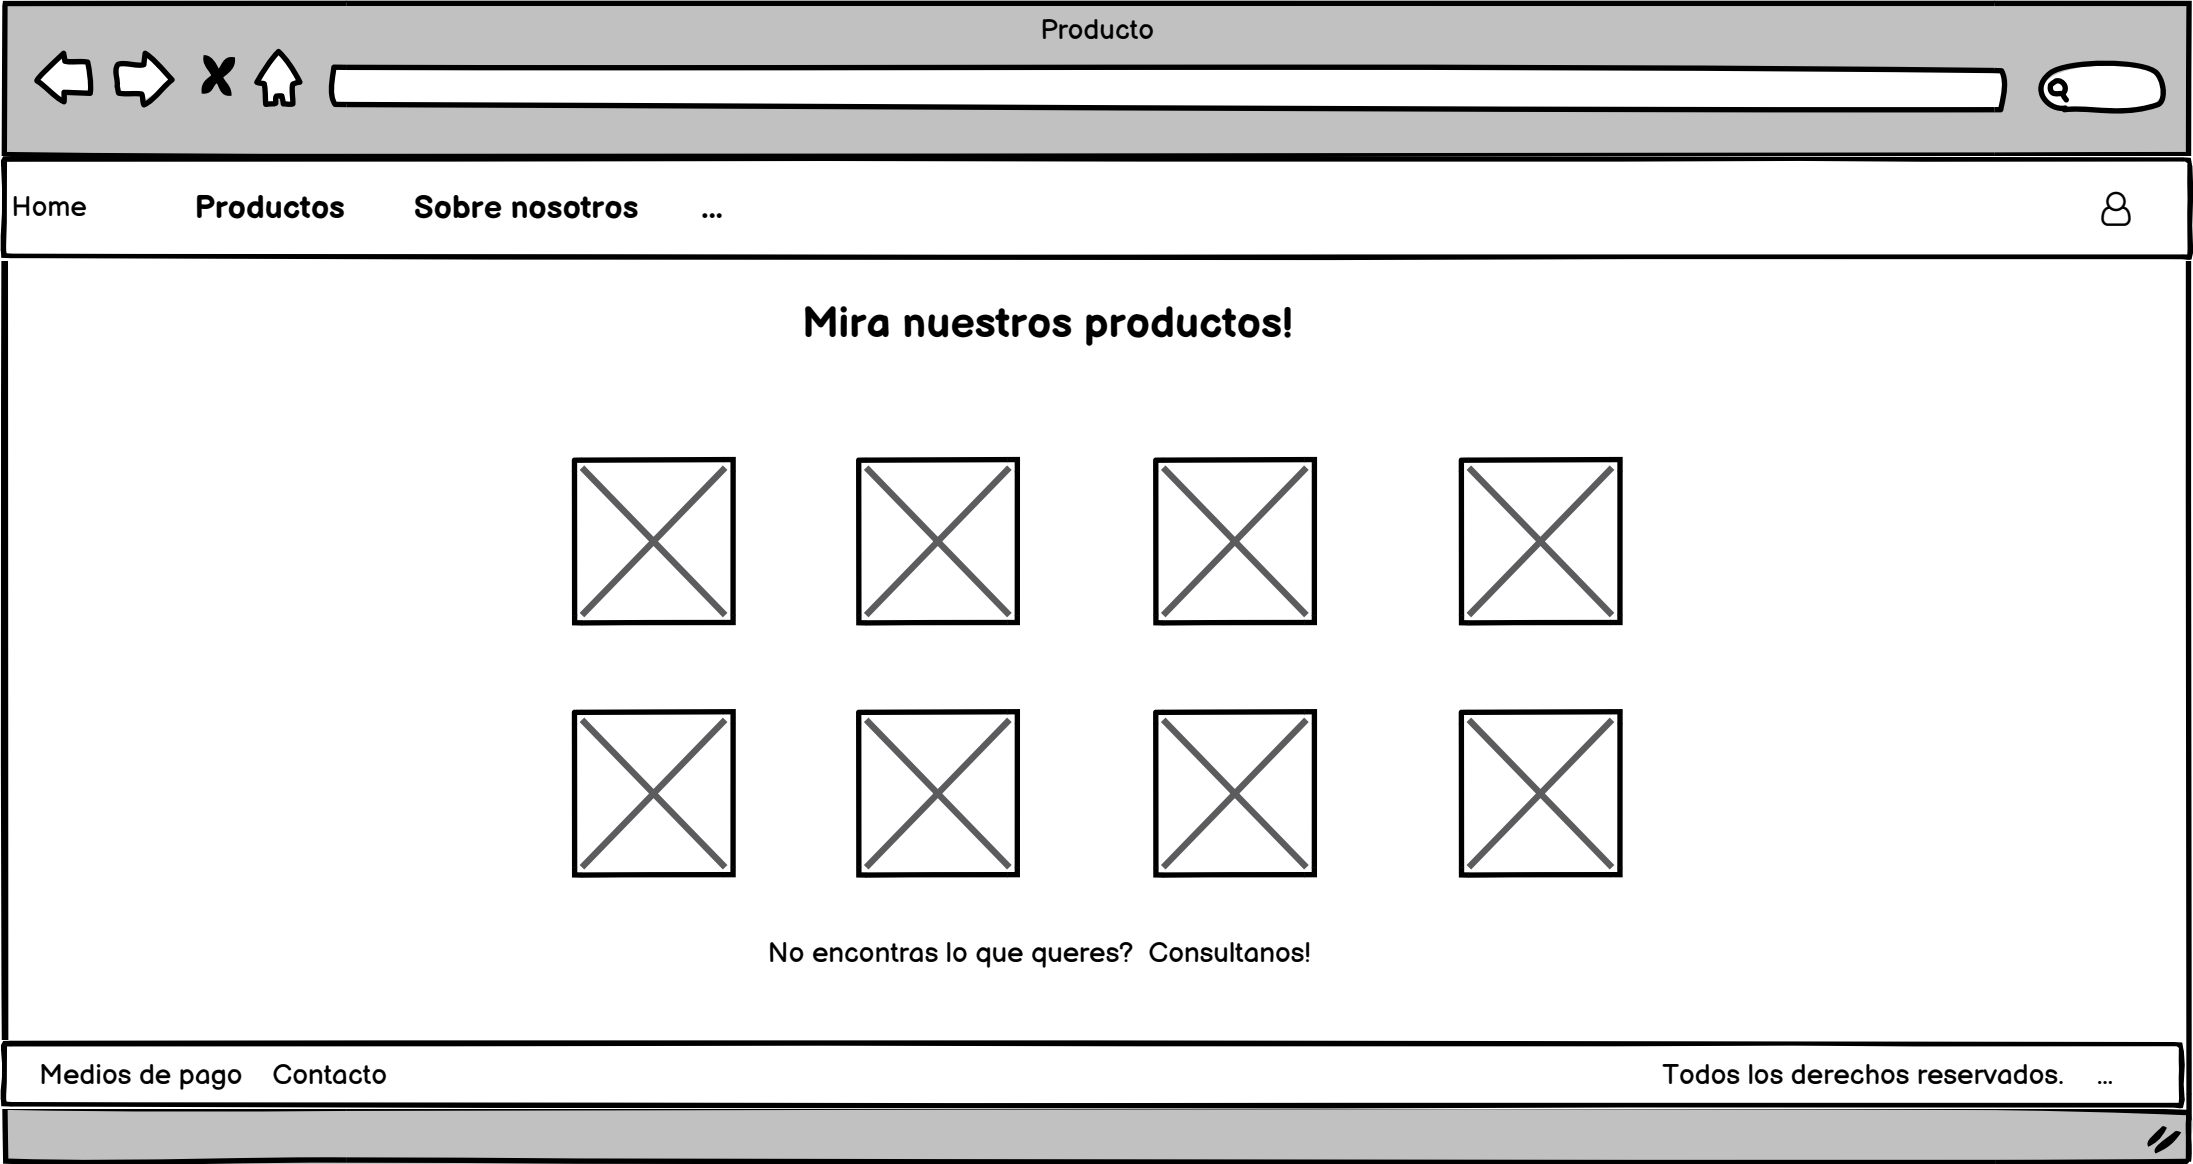 Producto
Home Productos Sobre nosotros ...
Mira nuestros productos!
No encontras lo que queres? Consultanos!
Medios de pago Contacto Todos los derechos reservados. ...